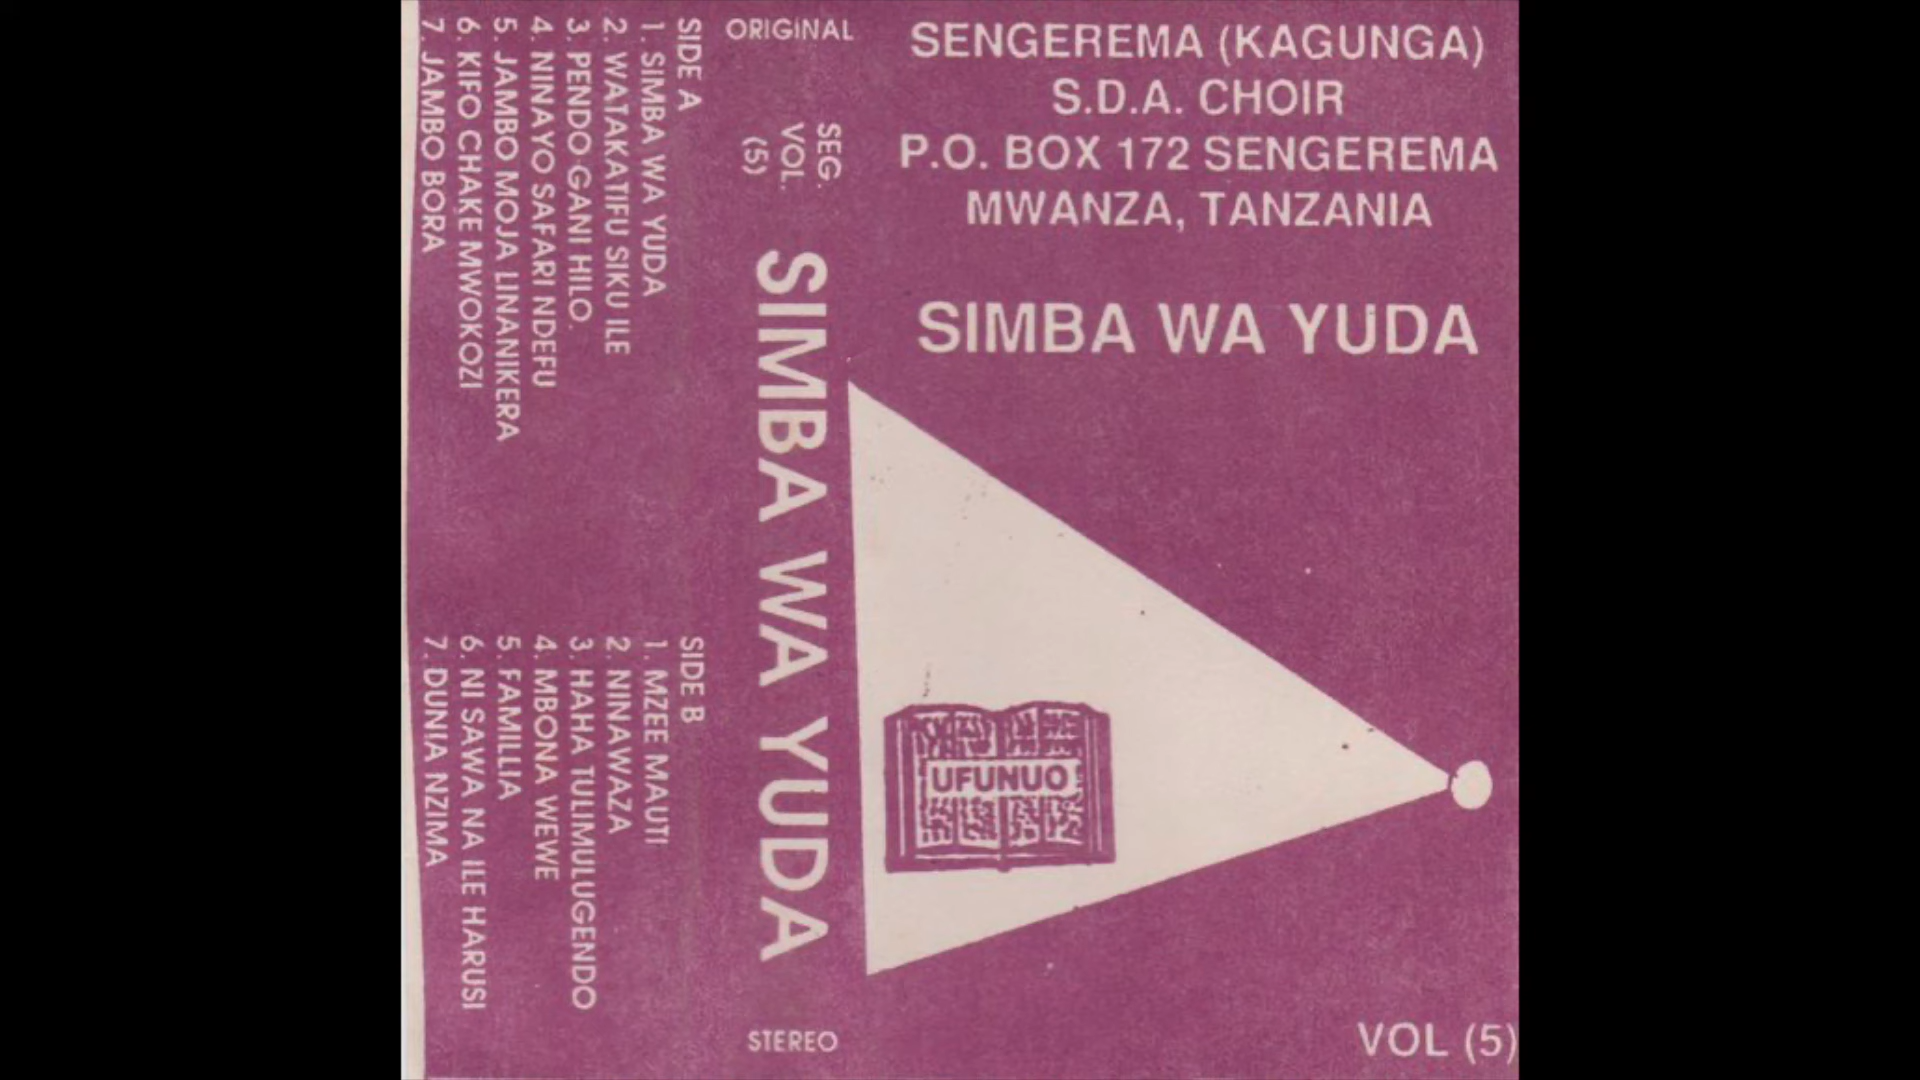 SENGEREMA (KAGUNGA)
S.D.A. CHOIR
P.O. BOX 172 SENGEREMA
MWANZA, TANZANIA
SIMBA WA YUDA
UFUNUO
VOL (5)
ORIGINAL
SEG.
VOL.
(5)
SIMBA WA YUDA
STEREO
SIDE A
1. SIMBA WA YUDA
2. WATAKATIFU SIKU ILE
3. PENDO GANI HILO.
4. NINAYO SAFARI NDEFU
5. JAMBO MOJA LINANIKERA
6. KIFO CHAKE MWOKOZI
7. JAMBO BORA
SIDE B
1. MZEE MAUTI
2. NINAWAZA
3. HAHA TULIMULUGENDO
4. MBONA WEWE
5. FAMILLIA
6. NI SAWA NA ILE HARUSI
7. DUNIA NZIMA